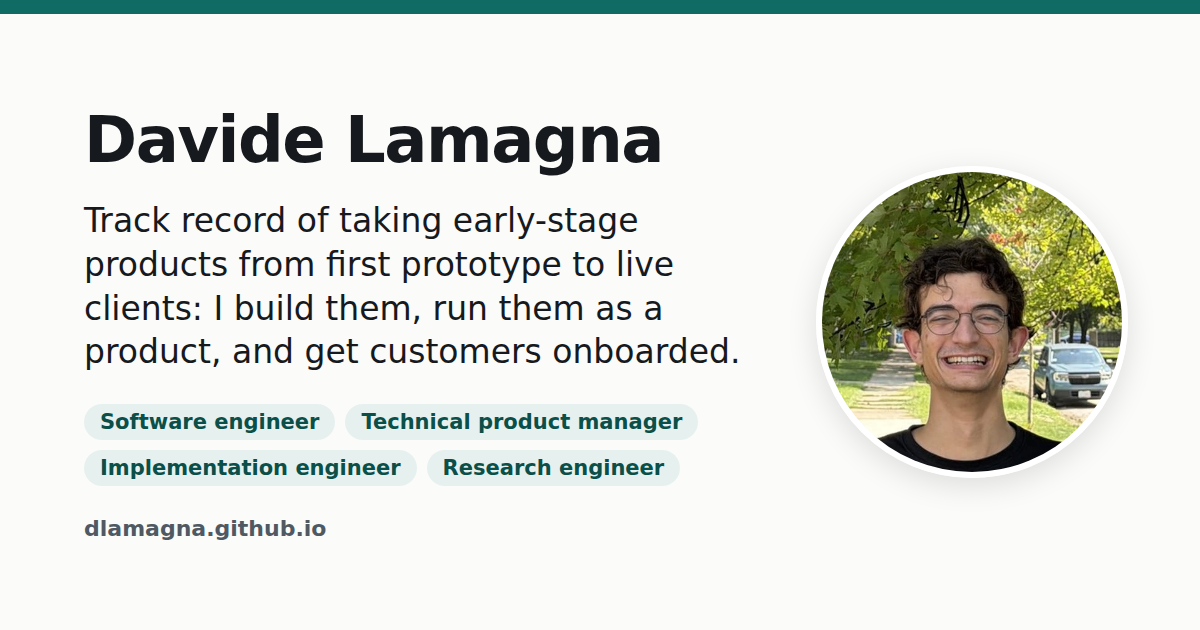 Davide Lamagna
Track record of taking early-stage
products from first prototype to live
clients: I build them, run them as a
product, and get customers onboarded.
Software engineer
Technical product manager
Implementation engineer
Research engineer
dlamagna.github.io